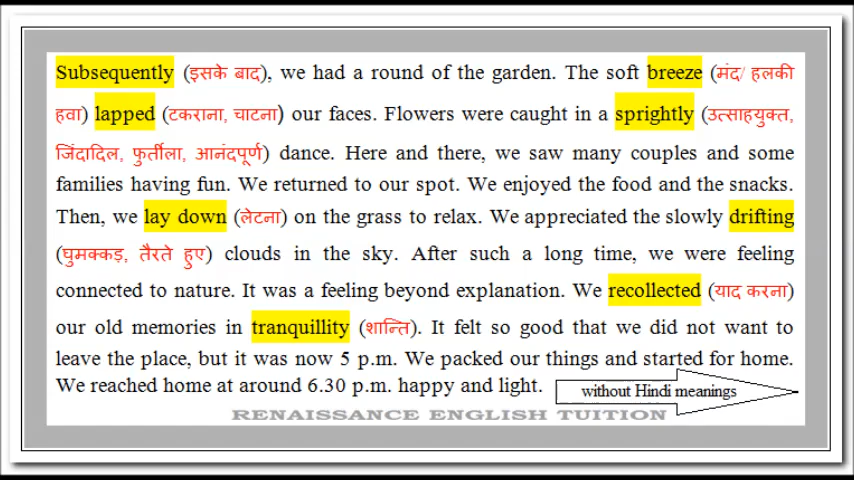 Subsequently (इसके बाद), we had a round of the garden. The soft breeze (मंद/ हलकी
हवा) lapped (टकराना, चाटना) our faces. Flowers were caught in a sprightly (उत्साहयुक्त,
जिंदादिल, फुर्तीला, आनंदपूर्ण) dance. Here and there, we saw many couples and some
families having fun. We returned to our spot. We enjoyed the food and the snacks.
Then, we lay down (लेटना) on the grass to relax. We appreciated the slowly drifting
(घुमक्कड़, तैरते हुए) clouds in the sky. After such a long time, we were feeling
connected to nature. It was a feeling beyond explanation. We recollected (याद करना)
our old memories in tranquillity (शान्ति). It felt so good that we did not want to
leave the place, but it was now 5 p.m. We packed our things and started for home.
We reached home at around 6.30 p.m. happy and light.
without Hindi meanings
RENAISSANCE ENGLISH TUITION